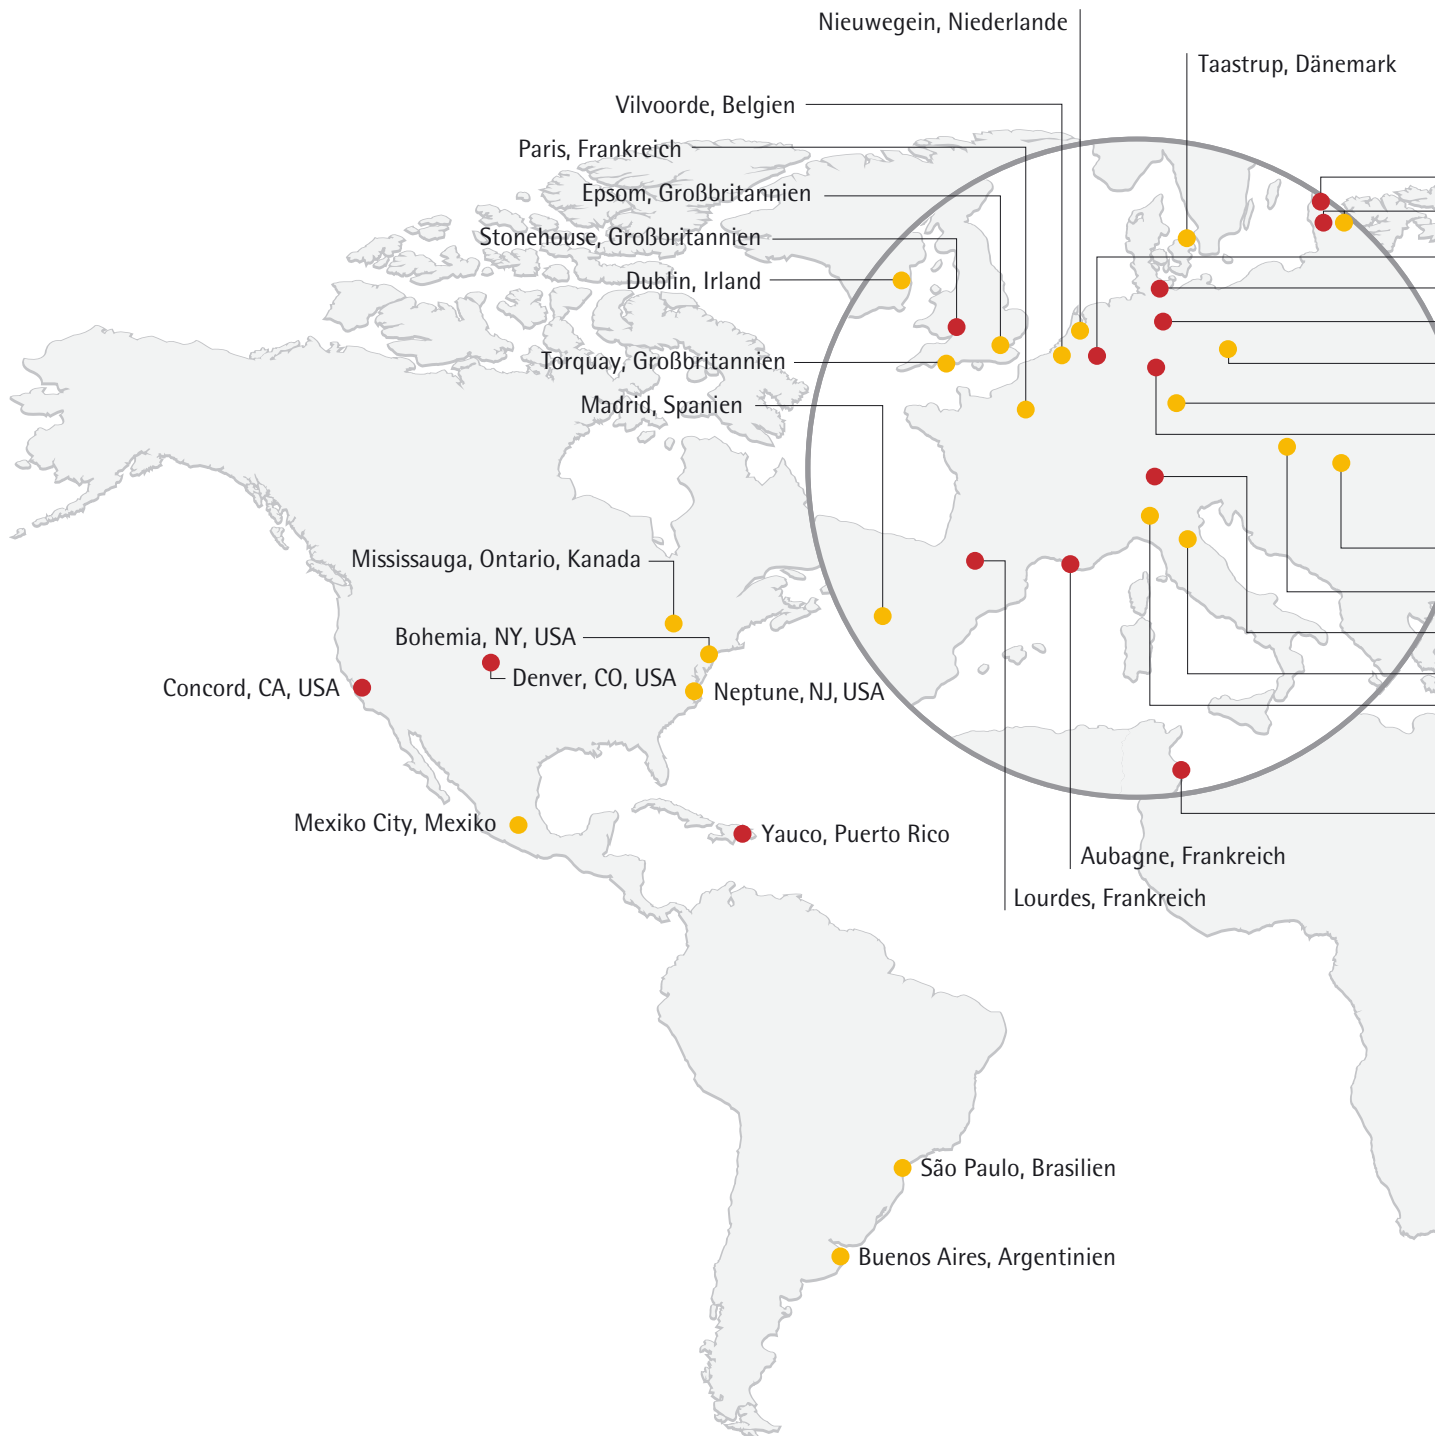 Nieuwegein, Niederlande
Taastrup, Dänemark
Vilvoorde, Belgien
Paris, Frankreich
Epsom, Großbritannien
Stonehouse, Großbritannien
Dublin, Irland
Torquay, Großbritannien
Madrid, Spanien
Mississauga, Ontario, Kanada
Bohemia, NY, USA
Denver, CO, USA
Concord, CA, USA
Neptune, NJ, USA
Mexiko City, Mexiko
Yauco, Puerto Rico
Aubagne, Frankreich
Lourdes, Frankreich
São Paulo, Brasilien
Buenos Aires, Argentinien